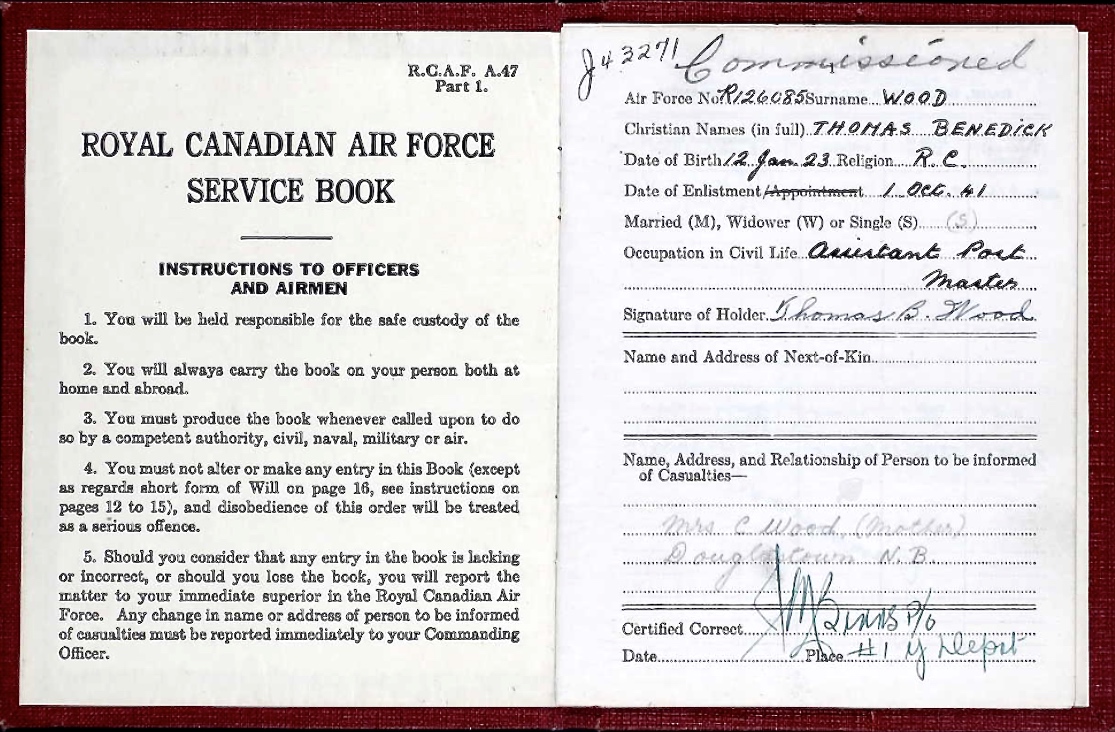 R.C.A.F. A.47
Part 1.
ROYAL CANADIAN AIR FORCE
SERVICE BOOK
INSTRUCTIONS TO OFFICERS
AND AIRMEN
1. You will be held responsible for the safe custody of the
book.
2. You will always carry the book on your person both at
home and abroad.
3. You must produce the book whenever called upon to do
so by a competent authority, civil, naval, military or air.
4. You must not alter or make any entry in this Book (except
as regards short form of Will on page 16, see instructions on
pages 12 to 15), and disobedience of this order will be treated
as a serious offence.
5. Should you consider that any entry in the book is lacking
or incorrect, or should you lose the book, you will report the
matter to your immediate superior in the Royal Canadian Air
Force. Any change in name or address of person to be informed
of casualties must be reported immediately to your Commanding
Officer.
J43271 Commissioned
1
Air Force No. R126085 Surname WOOD
Christian Names (in full) THOMAS BENEDICK
Date of Birth 12 Jan. 23 Religion R.C.
Date of Enlistment/Appointment 1 Oct. 41
Married (M), Widower (W) or Single (S) (S)
Occupation in Civil Life Assistant Post
Master
Signature of Holder Thomas B. Wood
Name and Address of Next-of-Kin
Name, Address, and Relationship of Person to be informed
of Casualties—
Mrs C Wood, (Mother)
Douglastown N.B.
Certified Correct Binns P/O
Date Place #1 Y Depot